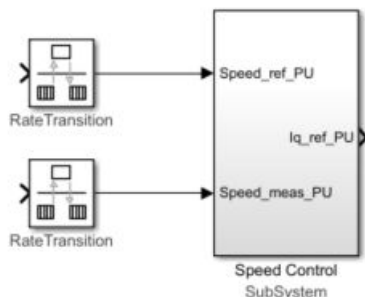 RateTransition
Speed_ref_PU
Iq_ref_PU
Speed_meas_PU
RateTransition
Speed Control
SubSystem